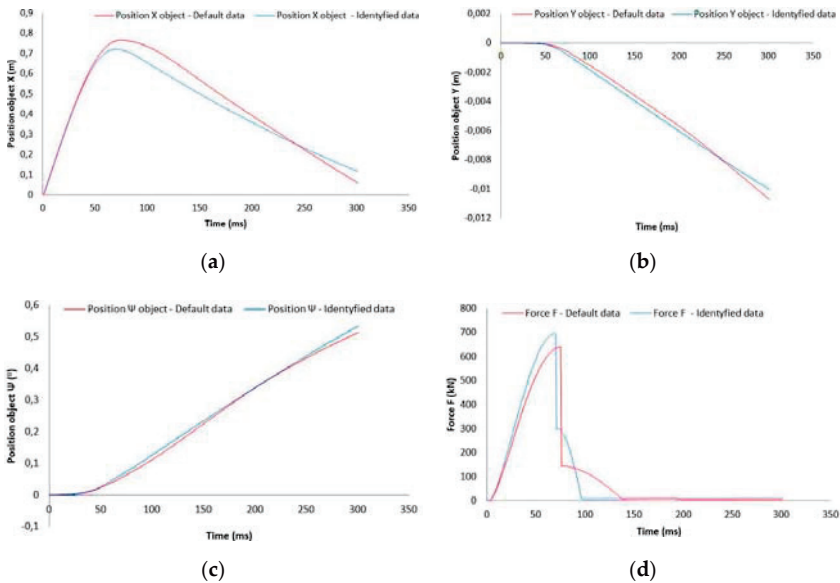 Position X object - Default data
Position X object - Identyfied data
0,9
0,8
0,7
0,6
0,5
0,4
0,3
0,2
0,1
0
Position object X (m)
0 50 100 150 200 250 300 350
Time (ms)
(a)
Position Y object - Default data
Position Y object - Identyfied data
0,002
0
-0,002
-0,004
-0,006
-0,008
-0,01
-0,012
Position object Y (m)
0 50 100 150 200 250 300 350
Time (ms)
(b)
Position Ψ object - Default data
Position Ψ - Identyfied data
0,6
0,5
0,4
0,3
0,2
0,1
0
-0,1
Position object Ψ (°)
0 50 100 150 200 250 300 350
Time (ms)
(c)
Force F - Default data
Force F - Identyfied data
800
700
600
500
400
300
200
100
0
Force F (kN)
0 50 100 150 200 250 300 350
Time (ms)
(d)